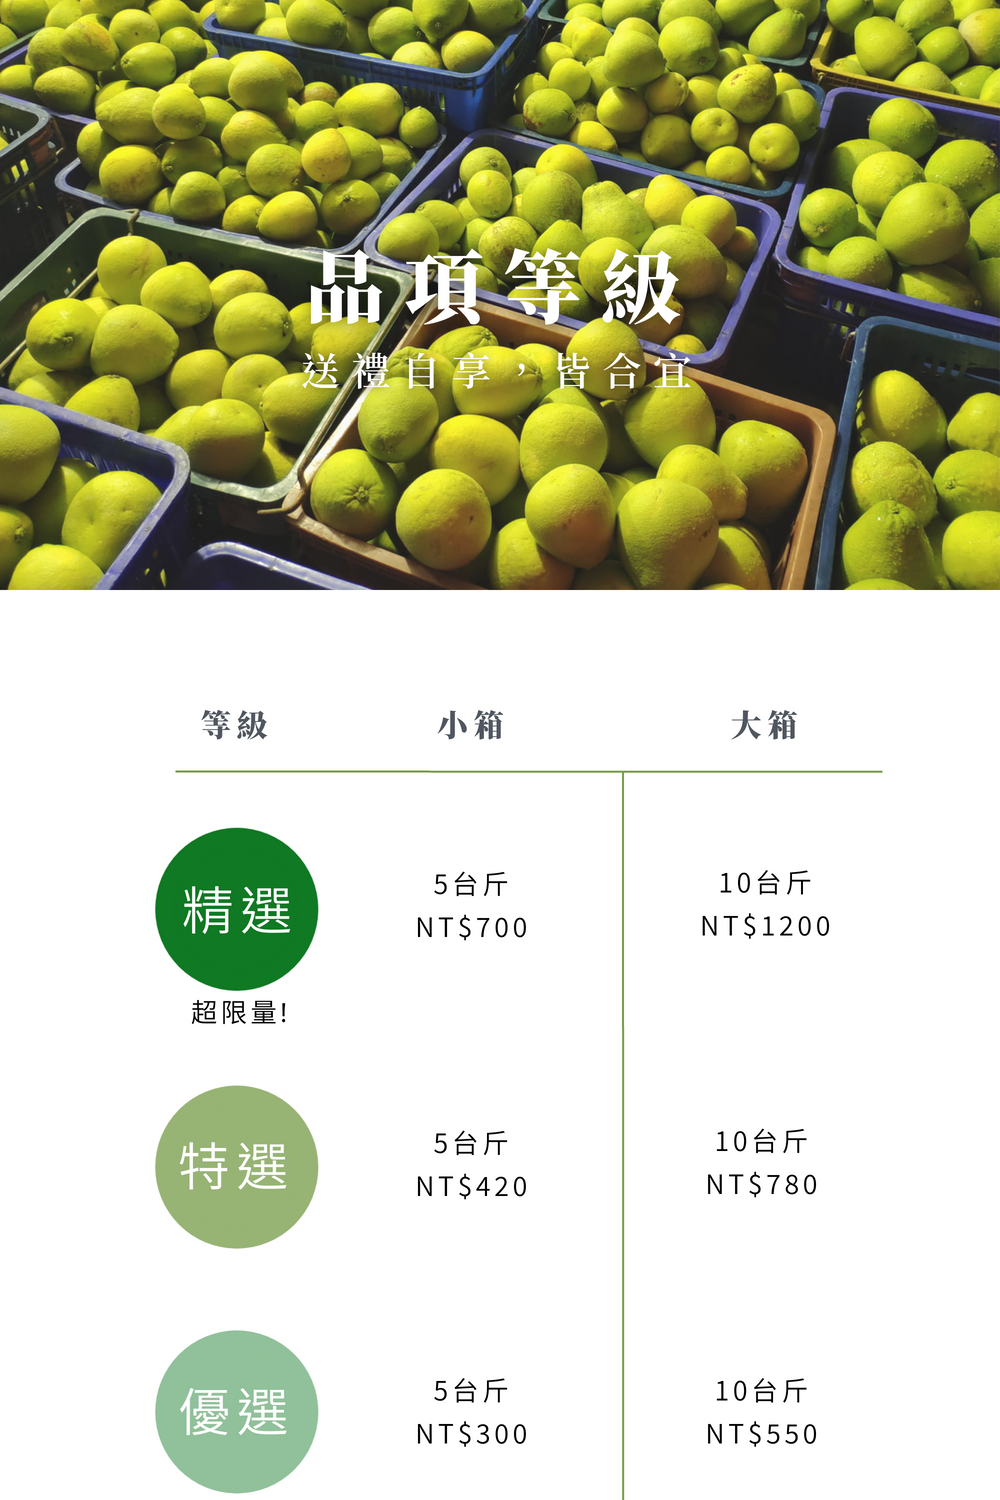 品項等級
送禮自享，皆合宜
等級 小箱 大箱
精選
5台斤
NT$700
10台斤
NT$1200
超限量!
特選
5台斤
NT$420
10台斤
NT$780
優選
5台斤
NT$300
10台斤
NT$550